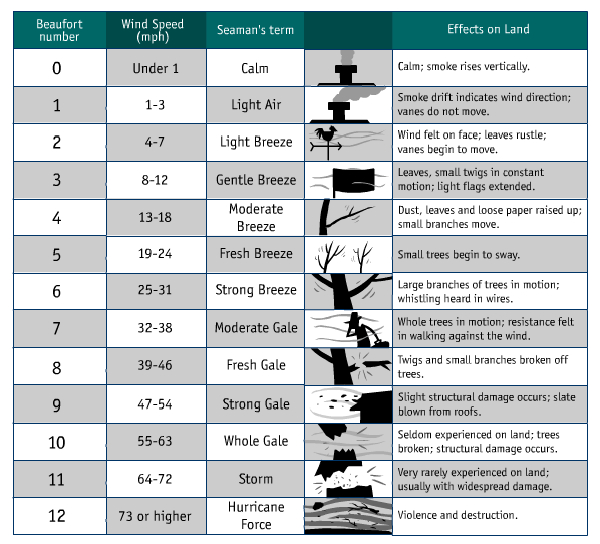 Beaufort
number
Wind Speed
(mph)
Seaman's term
Effects on Land
0
Under 1
Calm
Calm; smoke rises vertically.
1
1-3
Light Air
Smoke drift indicates wind direction;
vanes do not move.
2
4-7
Light Breeze
Wind felt on face; leaves rustle;
vanes begin to move.
3
8-12
Gentle Breeze
Leaves, small twigs in constant
motion; light flags extended.
4
13-18
Moderate
Breeze
Dust, leaves and loose paper raised up;
small branches move.
5
19-24
Fresh Breeze
Small trees begin to sway.
6
25-31
Strong Breeze
Large branches of trees in motion;
whistling heard in wires.
7
32-38
Moderate Gale
Whole trees in motion; resistance felt
in walking against the wind.
8
39-46
Fresh Gale
Twigs and small branches broken off
trees.
9
47-54
Strong Gale
Slight structural damage occurs; slate
blown from roofs.
10
55-63
Whole Gale
Seldom experienced on land; trees
broken; structural damage occurs.
11
64-72
Storm
Very rarely experienced on land;
usually with widespread damage.
12
73 or higher
Hurricane
Force
Violence and destruction.